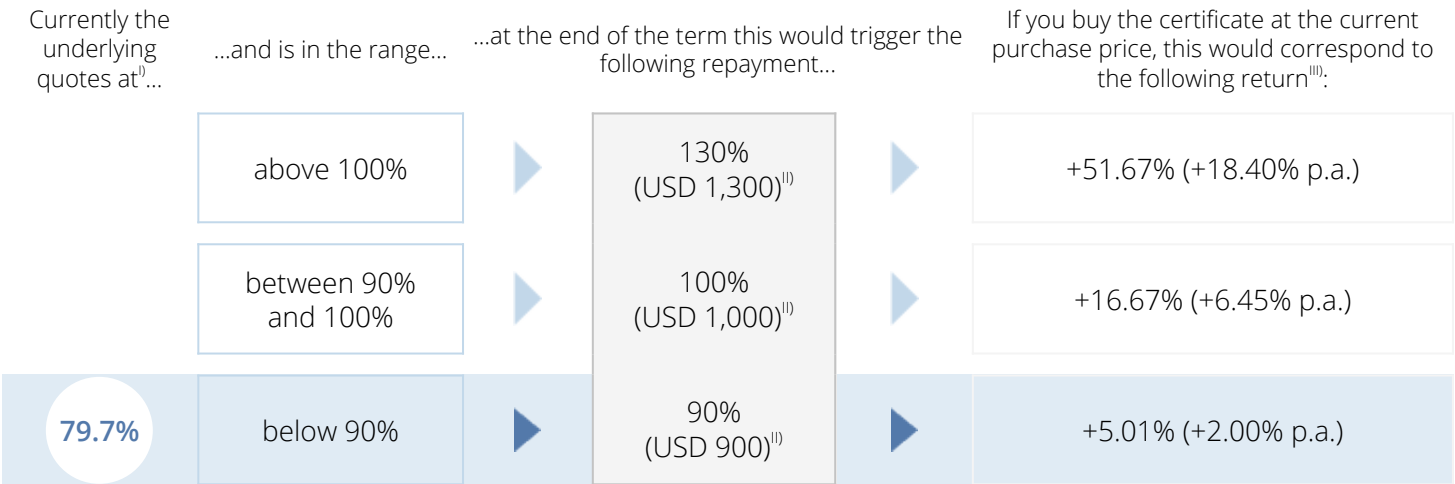 Currently the
underlying
quotes atI)...
...and is in the range...
...at the end of the term this would trigger the
following repayment...
If you buy the certificate at the current
purchase price, this would correspond to
the following returnIII):
above 100%
130%
(USD 1,300)II)
+51.67% (+18.40% p.a.)
between 90%
and 100%
100%
(USD 1,000)II)
+16.67% (+6.45% p.a.)
79.7%
below 90%
90%
(USD 900)II)
+5.01% (+2.00% p.a.)